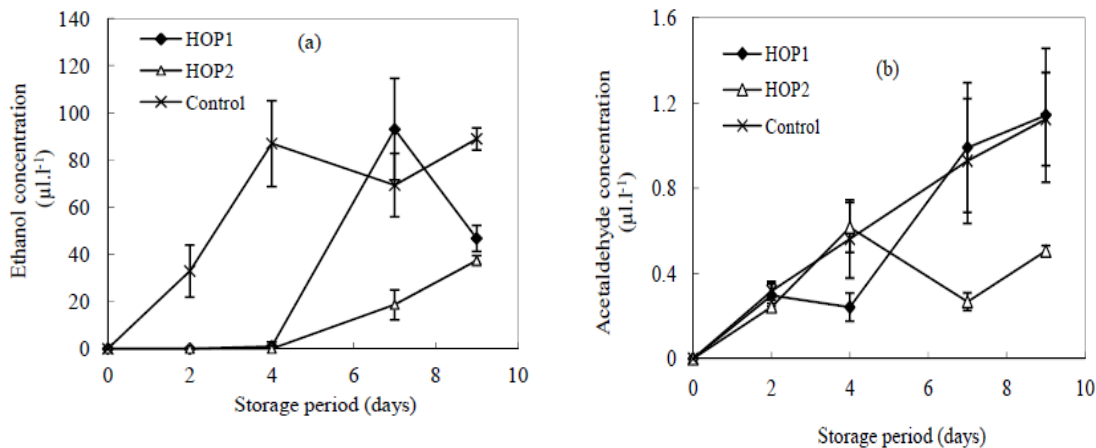 (a)
HOP1
HOP2
Control
Ethanol concentration
(µl.l-1)
140
120
100
80
60
40
20
0
0 2 4 6 8 10
Storage period (days)
(b)
HOP1
HOP2
Control
Acetaldehyde concentration
(µl.l-1)
1.6
1.2
0.8
0.4
0
0 2 4 6 8 10
Storage period (days)